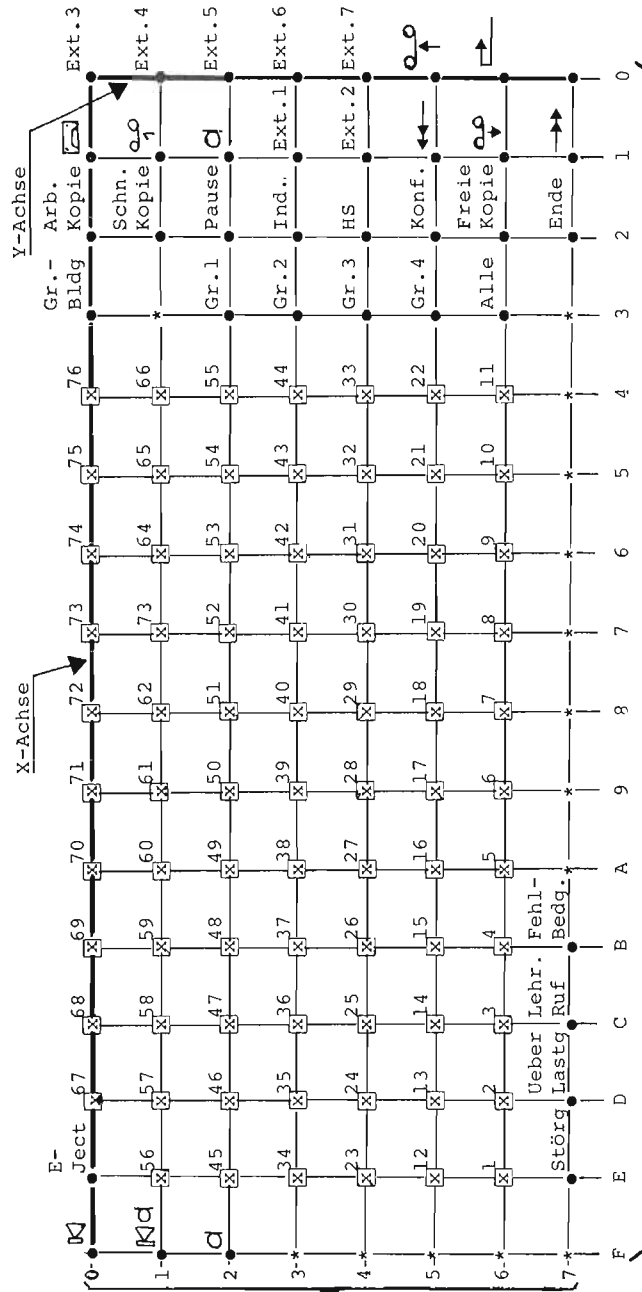 X-Achse Y-Achse
E- Gr.- Arb.
Ject 67 68 69 70 71 72 73 74 75 76 Bldg Kopie Ext.3
0-
Schn.
56 57 58 59 60 61 62 73 64 65 66 Kopie Ext.4
1-
45 46 47 48 49 50 51 52 53 54 55 Gr.1 Pause Ext.5
2-
34 35 36 37 38 39 40 41 42 43 44 Gr.2 Ind. Ext.1 Ext.6
3-
23 24 25 26 27 28 29 30 31 32 33 Gr.3 HS Ext.2 Ext.7
4-
12 13 14 15 16 17 18 19 20 21 22 Gr.4 Konf.
5-
Freie
1 2 3 4 5 6 7 8 9 10 11 Alle Kopie
6-
Ueber Lehr. Fehl-
Störg Lastg Ruf Bedg. Ende
7-
F E D C B A 9 8 7 6 5 4 3 2 1 0